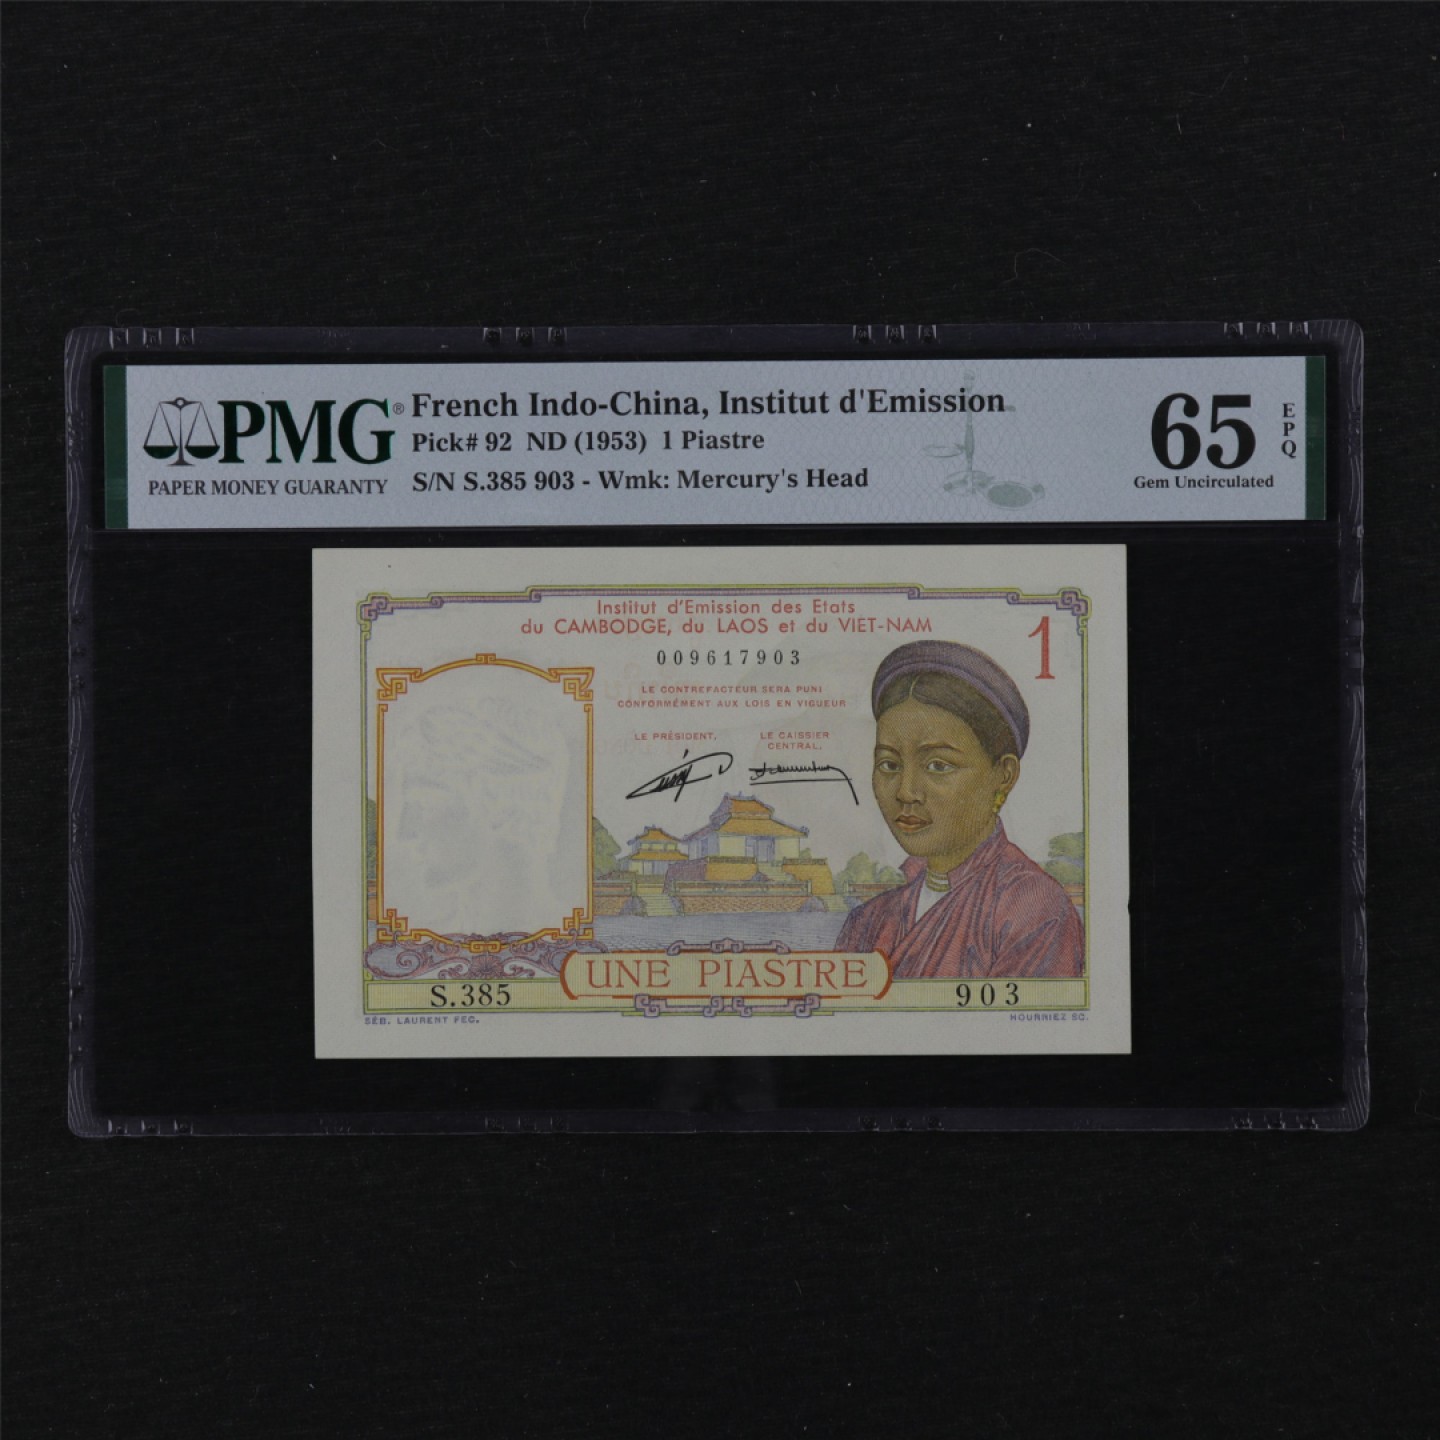 PMG®
PAPER MONEY GUARANTY
French Indo-China, Institut d'Emission
Pick# 92 ND (1953) 1 Piastre
S/N S.385 903 - Wmk: Mercury's Head
65
EPQ
Gem Uncirculated
Institut d'Emission des Etats
du CAMBODGE, du LAOS et du VIET-NAM
1
009617903
LE CONTREFACTEUR SERA PUNI
CONFORMÉMENT AUX LOIS EN VIGUEUR
LE PRÉSIDENT,
LE CAISSIER
CENTRAL,
UNE PIASTRE
S.385
903
SÉB. LAURENT FEC.
HOURRIEZ SC.